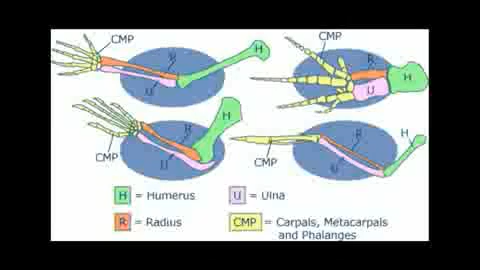 CMP
R
H
U
CMP
R
H
U
H
R
U
CMP
H
R
U
CMP
H = Humerus
U = Ulna
R = Radius
CMP = Carpals, Metacarpals
and Phalanges